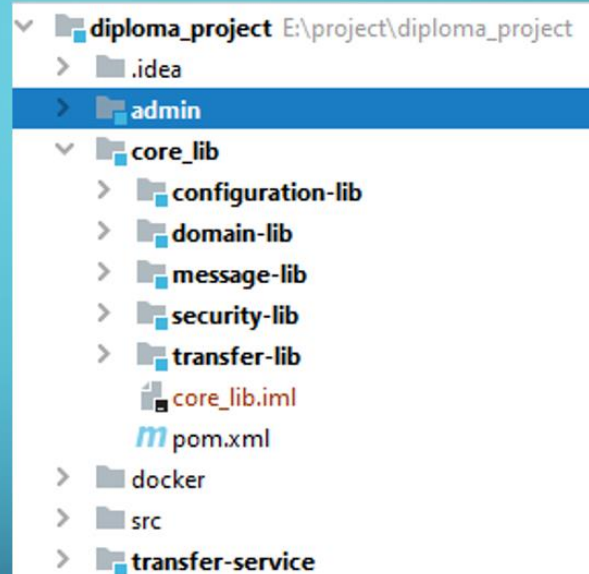 diploma_project E:\project\diploma_project
.idea
admin
core_lib
configuration-lib
domain-lib
message-lib
security-lib
transfer-lib
core_lib.iml
m pom.xml
docker
src
transfer-service